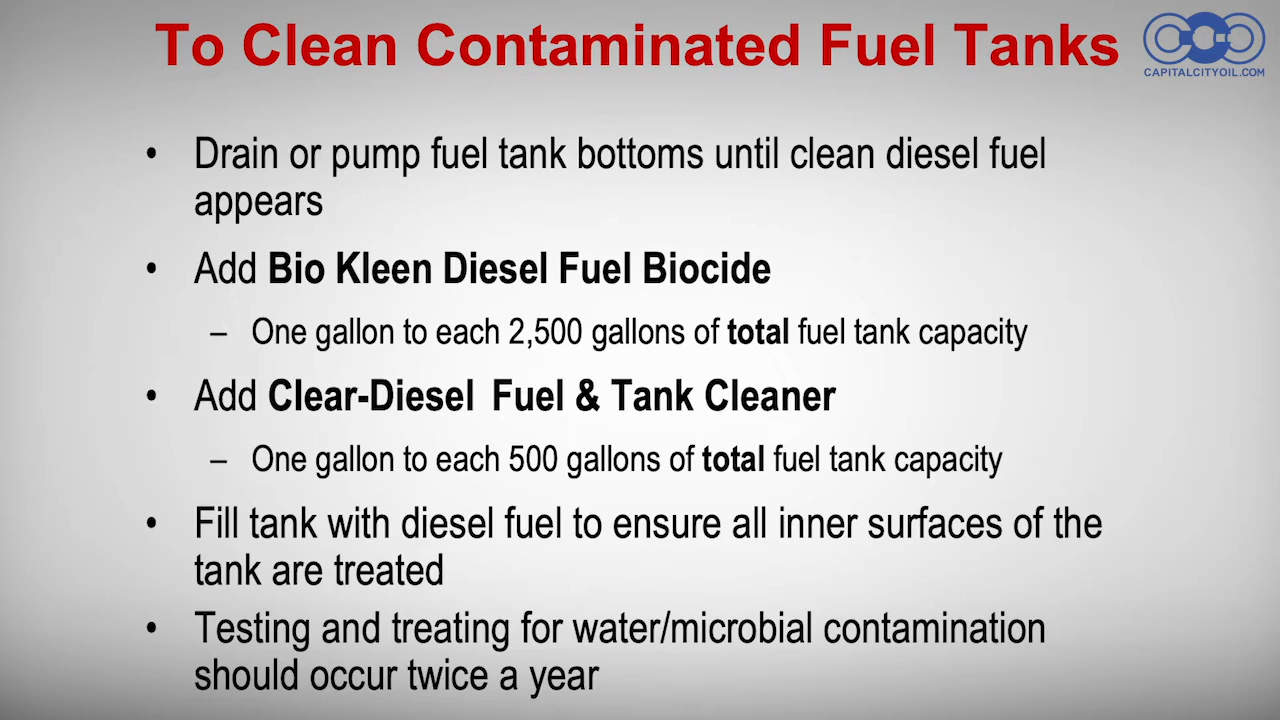 To Clean Contaminated Fuel Tanks
CAPITALCITYOIL.COM
• Drain or pump fuel tank bottoms until clean diesel fuel
appears
• Add Bio Kleen Diesel Fuel Biocide
– One gallon to each 2,500 gallons of total fuel tank capacity
• Add Clear-Diesel Fuel & Tank Cleaner
– One gallon to each 500 gallons of total fuel tank capacity
• Fill tank with diesel fuel to ensure all inner surfaces of the
tank are treated
• Testing and treating for water/microbial contamination
should occur twice a year